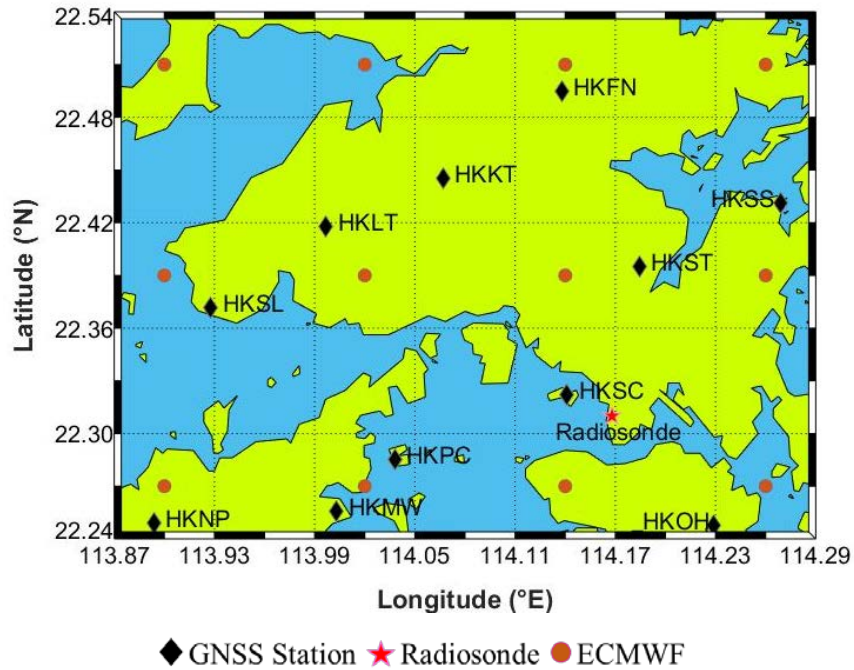 22.54
HKFN
22.48
HKKT
HKSS
22.42
HKLT
HKST
HKSL
22.36
HKSC
22.30
Radiosonde
HKPC
HKMW
HKNP
HKOH
22.24
Latitude (°N)
113.87 113.93 113.99 114.05 114.11 114.17 114.23 114.29
Longitude (°E)
GNSS Station Radiosonde ECMWF